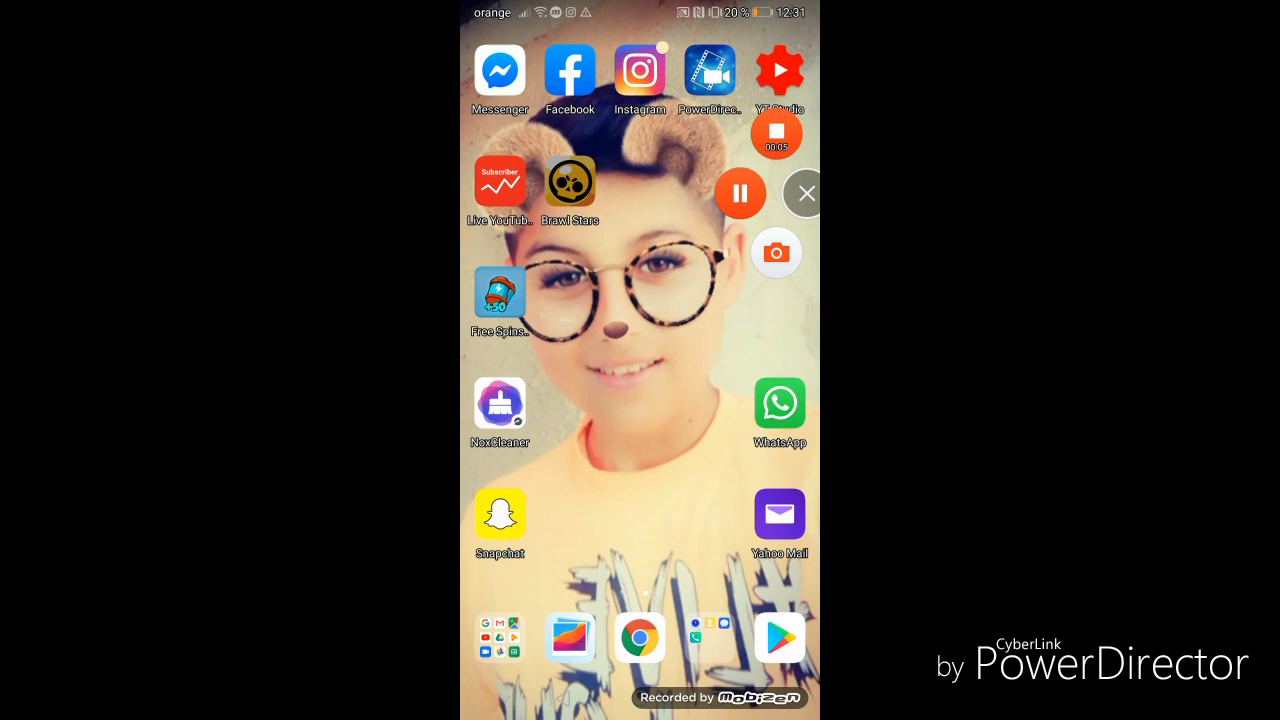 orange 20 % 12:31
Messenger Facebook Instagram PowerDirec.. YT Studio
00:05
Subscriber
Live YouTub.. Brawl Stars
+50
Free Spins..
NoxCleaner WhatsApp
Snapchat Yahoo Mail
CyberLink
by PowerDirector
Recorded by mobizen